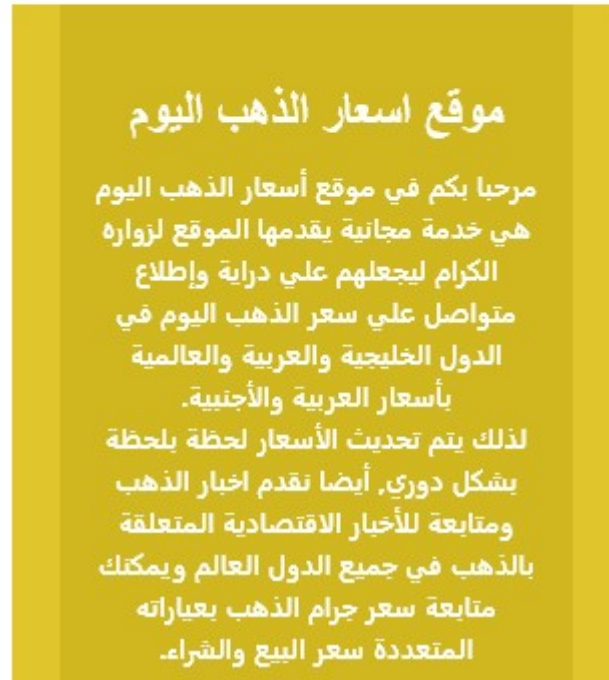 موقع اسعار الذهب اليوم
مرحبا بكم في موقع أسعار الذهب اليوم
هي خدمة مجانية يقدمها الموقع لزواره
الكرام ليجعلهم علي دراية وإطلاع
متواصل علي سعر الذهب اليوم في
الدول الخليجية والعربية والعالمية
بأسعار العربية والأجنبية.
لذلك يتم تحديث الأسعار لحظة بلحظة
بشكل دوري, أيضا نقدم اخبار الذهب
ومتابعة للأخبار الاقتصادية المتعلقة
بالذهب في جميع الدول العالم ويمكنك
متابعة سعر جرام الذهب بعياراته
المتعددة سعر البيع والشراء.